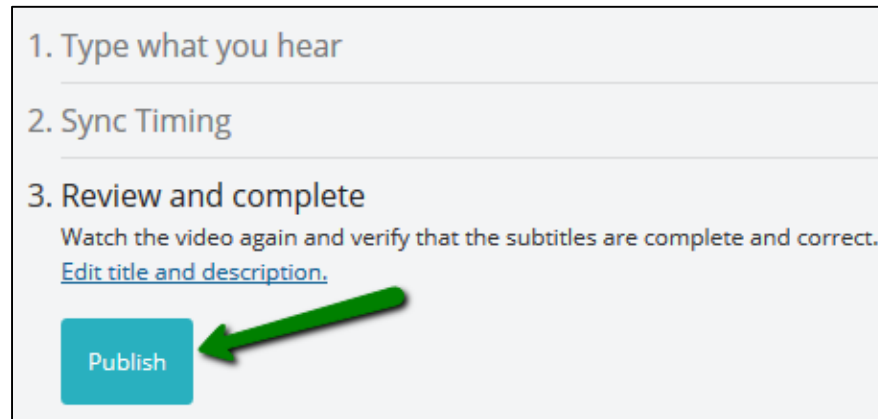 1. Type what you hear
2. Sync Timing
3. Review and complete
Watch the video again and verify that the subtitles are complete and correct.
Edit title and description.
Publish